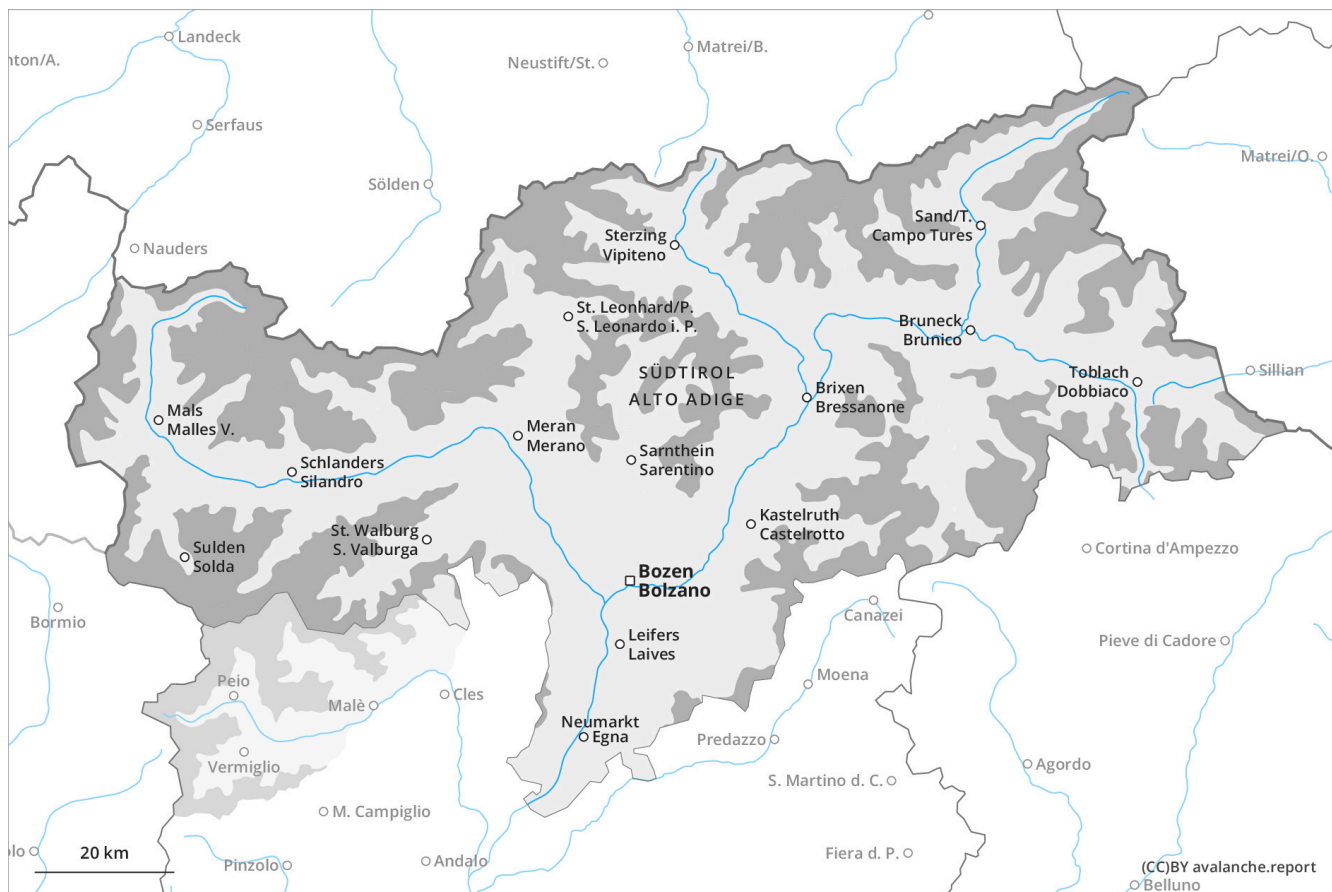 Landeck
Matrei/B.
nton/A.
Neustift/St.
Serfaus
Matrei/O.
Sölden
Sand/T.
Campo Tures
Sterzing
Vipiteno
Nauders
St. Leonhard/P.
S. Leonardo i. P.
Bruneck
Brunico
SÜDTIROL
ALTO ADIGE
Toblach
Dobbiaco
Sillian
Brixen
Bressanone
Mals
Malles V.
Meran
Merano
Schlanders
Silandro
Sarnthein
Sarentino
Kastelruth
Castelrotto
St. Walburg
S. Valburga
Sulden
Solda
Cortina d'Ampezzo
Bozen
Bolzano
Bormio
Canazei
Leifers
Laives
Pieve di Cadore
Peio
Moena
Malè
Cles
Neumarkt
Egna
Predazzo
Vermiglio
Agordo
S. Martino d. C.
M. Campiglio
20 km
olo
Pinzolo
Andalo
Fiera d. P.
(CC)BY avalanche.report
Belluno